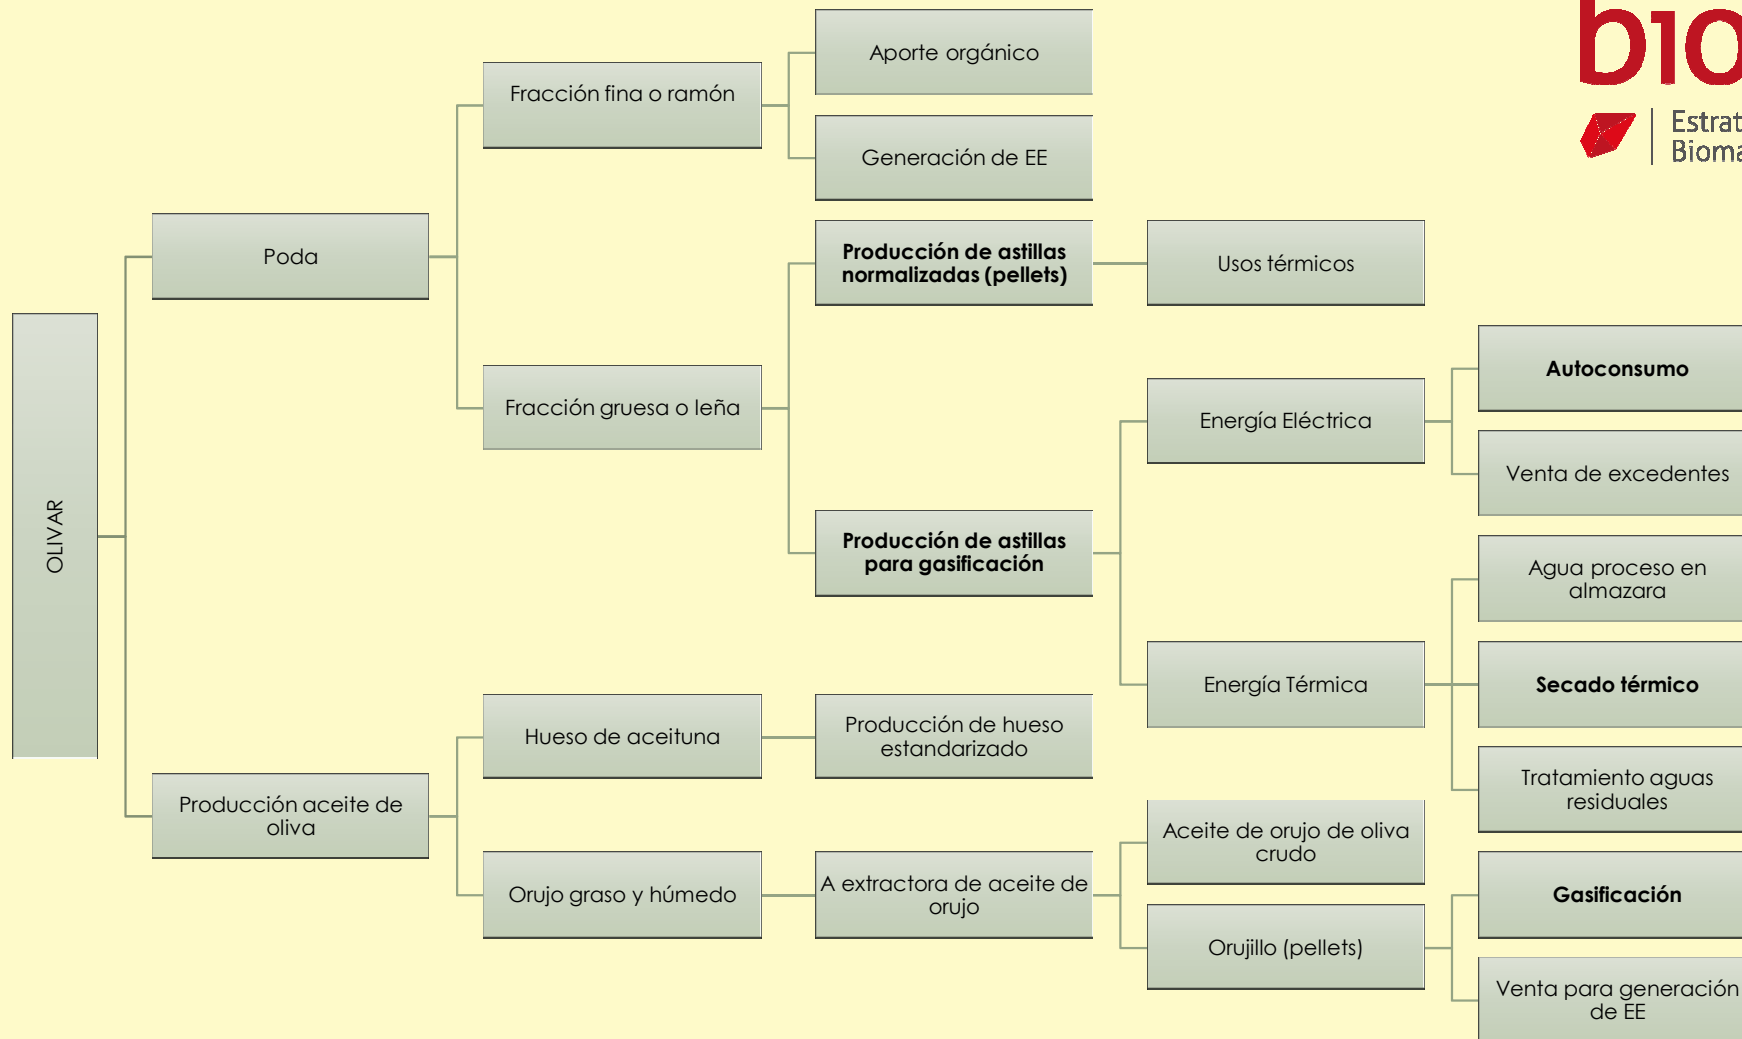 Aporte orgánico
bio
Fracción fina o ramón
Estrat
Bioma
Generación de EE
Poda
Producción de astillas
normalizadas (pellets)
Usos térmicos
Fracción gruesa o leña
Energía Eléctrica
Autoconsumo
Venta de excedentes
OLIVAR
Producción de astillas
para gasificación
Agua proceso en
almazara
Energía Térmica
Secado térmico
Hueso de aceituna
Producción de hueso
estandarizado
Tratamiento aguas
residuales
Producción aceite de
oliva
Aceite de orujo de oliva
crudo
Orujo graso y húmedo
A extractora de aceite de
orujo
Gasificación
Orujillo (pellets)
Venta para generación
de EE